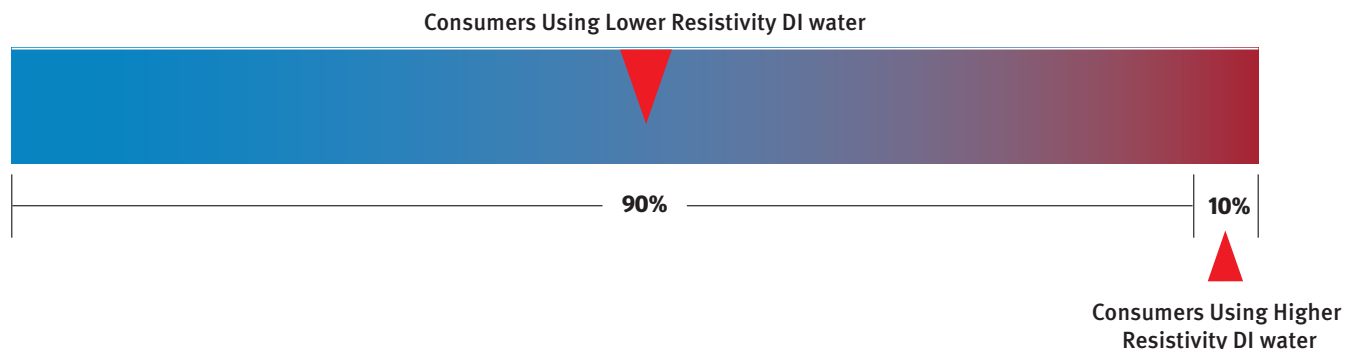 Consumers Using Lower Resistivity DI water
90%
10%
Consumers Using Higher
Resistivity DI water